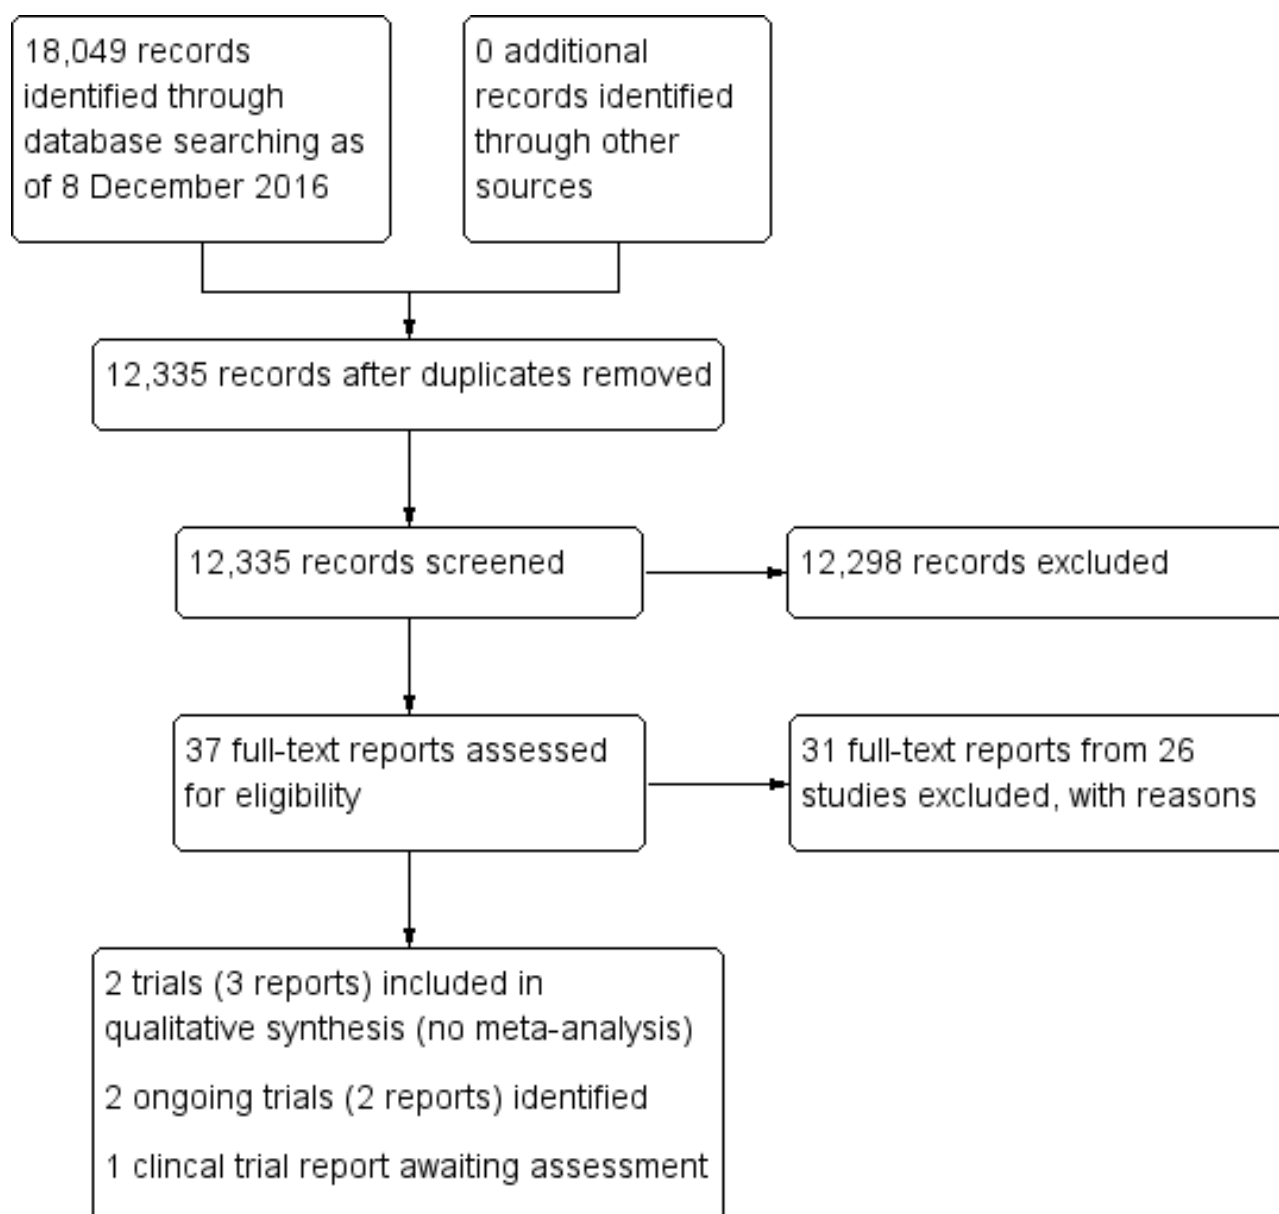 18,049 records
identified through
database searching as
of 8 December 2016
0 additional
records identified
through other
sources
12,335 records after duplicates removed
12,335 records screened
12,298 records excluded
37 full-text reports assessed
for eligibility
31 full-text reports from 26
studies excluded, with reasons
2 trials (3 reports) included in
qualitative synthesis (no meta-analysis)
2 ongoing trials (2 reports) identified
1 clincal trial report awaiting assessment